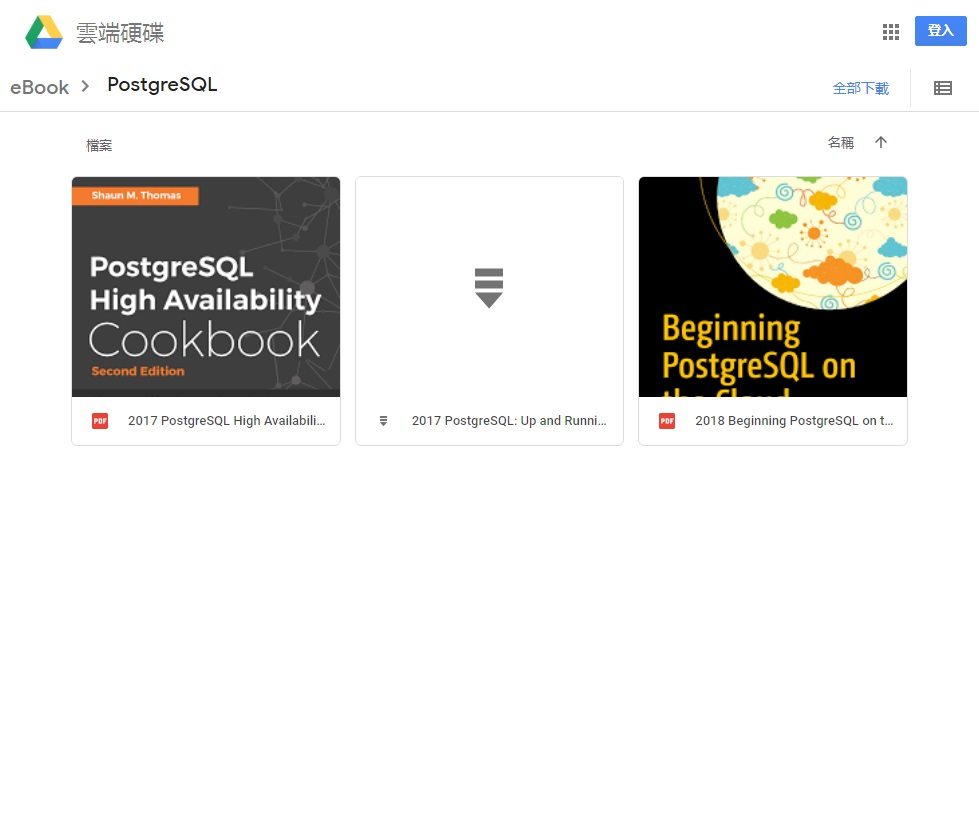 雲端硬碟
登入
eBook
PostgreSQL
全部下載
檔案
名稱
Shaun M. Thomas
PostgreSQL
High Availability
Cookbook
Second Edition
Beginning
PostgreSQL on
the Cloud
PDF
2017 PostgreSQL High Availabili...
2017 PostgreSQL: Up and Runni...
PDF
2018 Beginning PostgreSQL on t...